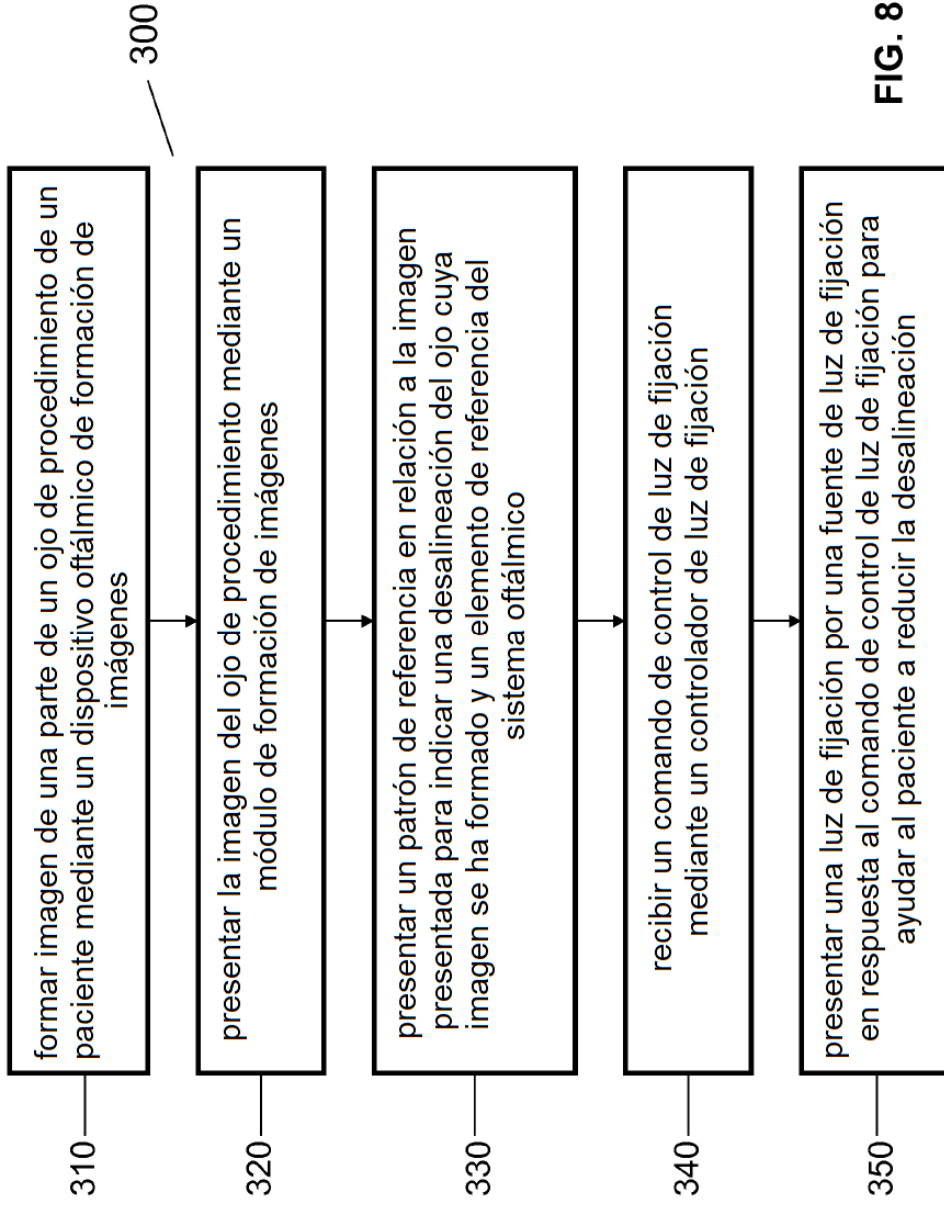 300
310
formar imagen de una parte de un ojo de procedimiento de un
paciente mediante un dispositivo oftálmico de formación de
imágenes
320
presentar la imagen del ojo de procedimiento mediante un
módulo de formación de imágenes
330
presentar un patrón de referencia en relación a la imagen
presentada para indicar una desalineación del ojo cuya
imagen se ha formado y un elemento de referencia del
sistema oftálmico
340
recibir un comando de control de luz de fijación
mediante un controlador de luz de fijación
350
presentar una luz de fijación por una fuente de luz de fijación
en respuesta al comando de control de luz de fijación para
ayudar al paciente a reducir la desalineación
FIG. 8